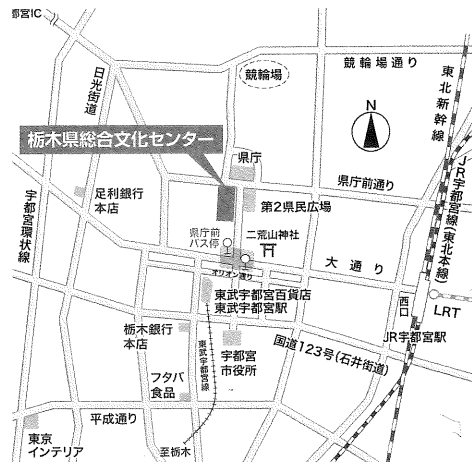 都宮IC
競輪場
競輪場通り
日光街道
東北新幹線
N
栃木県総合文化センター
県庁
JR宇都宮線(東北本線)
県庁前通り
足利銀行
本店
第2県民広場
宇都宮環状線
県庁前
バス停
二荒山神社
大通り
オリオン通り
西口
LRT
東武宇都宮百貨店
東武宇都宮駅
JR宇都宮駅
栃木銀行
本店
東武宇都宮線
宇都宮
市役所
国道123号(石井街道)
フタバ
食品
平成通り
東京
インテリア
至栃木